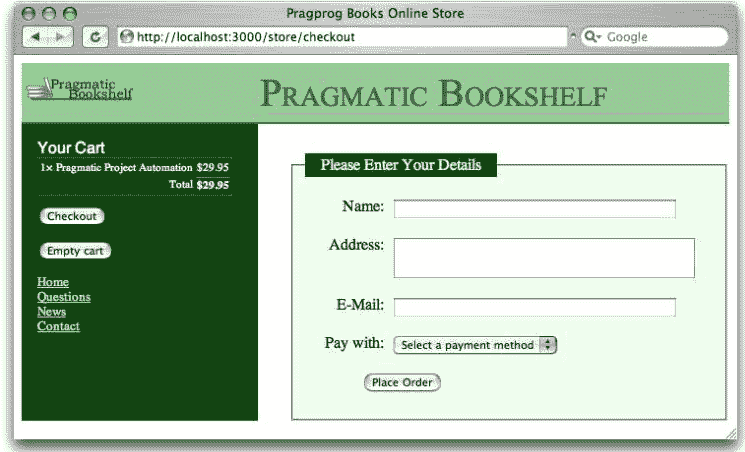 Pragprog Books Online Store
http://localhost:3000/store/checkout
Google
Pragmatic
Bookshelf
PRAGMATIC BOOKSHELF
Your Cart
1x Pragmatic Project Automation $29.95
Total $29.95
Checkout
Empty cart
Home
Questions
News
Contact
Please Enter Your Details
Name:
Address:
E-Mail:
Pay with: Select a payment method
Place Order